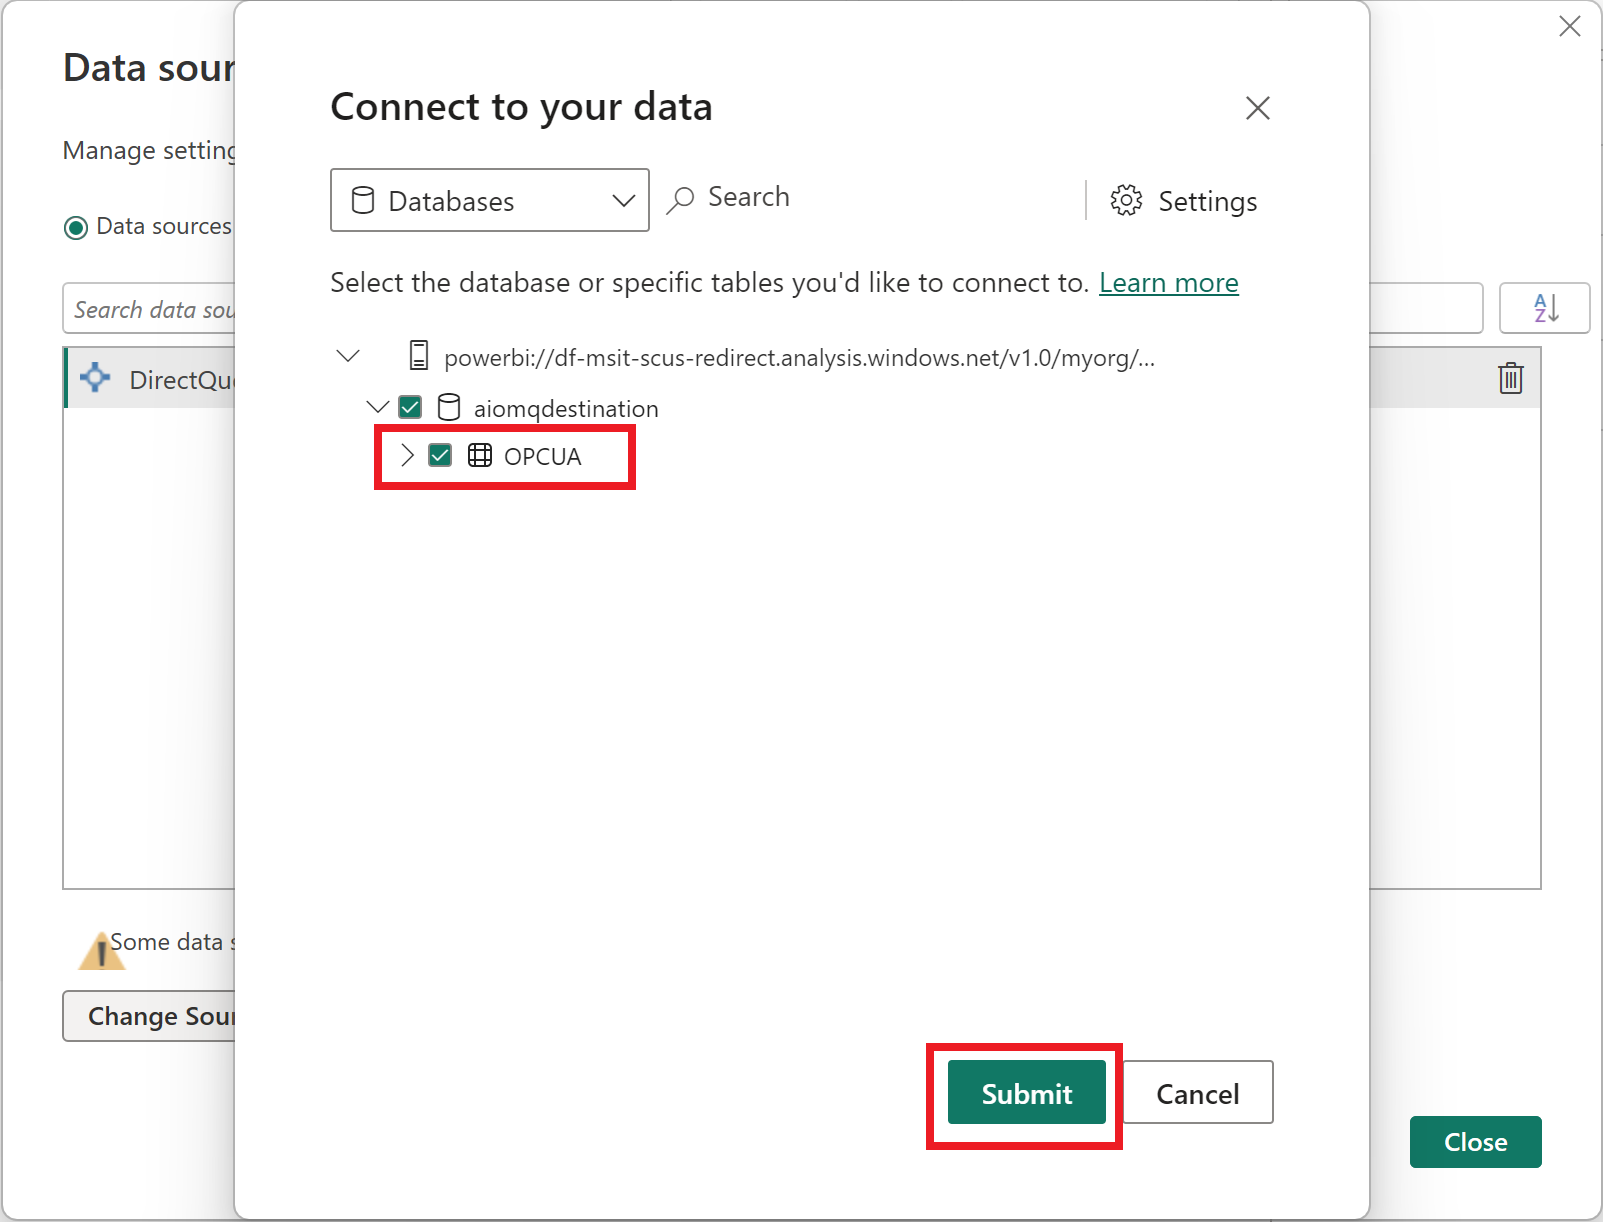 Data sour
Manage setting
Data sources
Search data sou
DirectQue
Some data s
Change Sour
Connect to your data
Databases
Search
Settings
Select the database or specific tables you'd like to connect to. Learn more
powerbi://df-msit-scus-redirect.analysis.windows.net/v1.0/myorg/...
aiomqdestination
OPCUA
Submit
Cancel
A
Z
Close